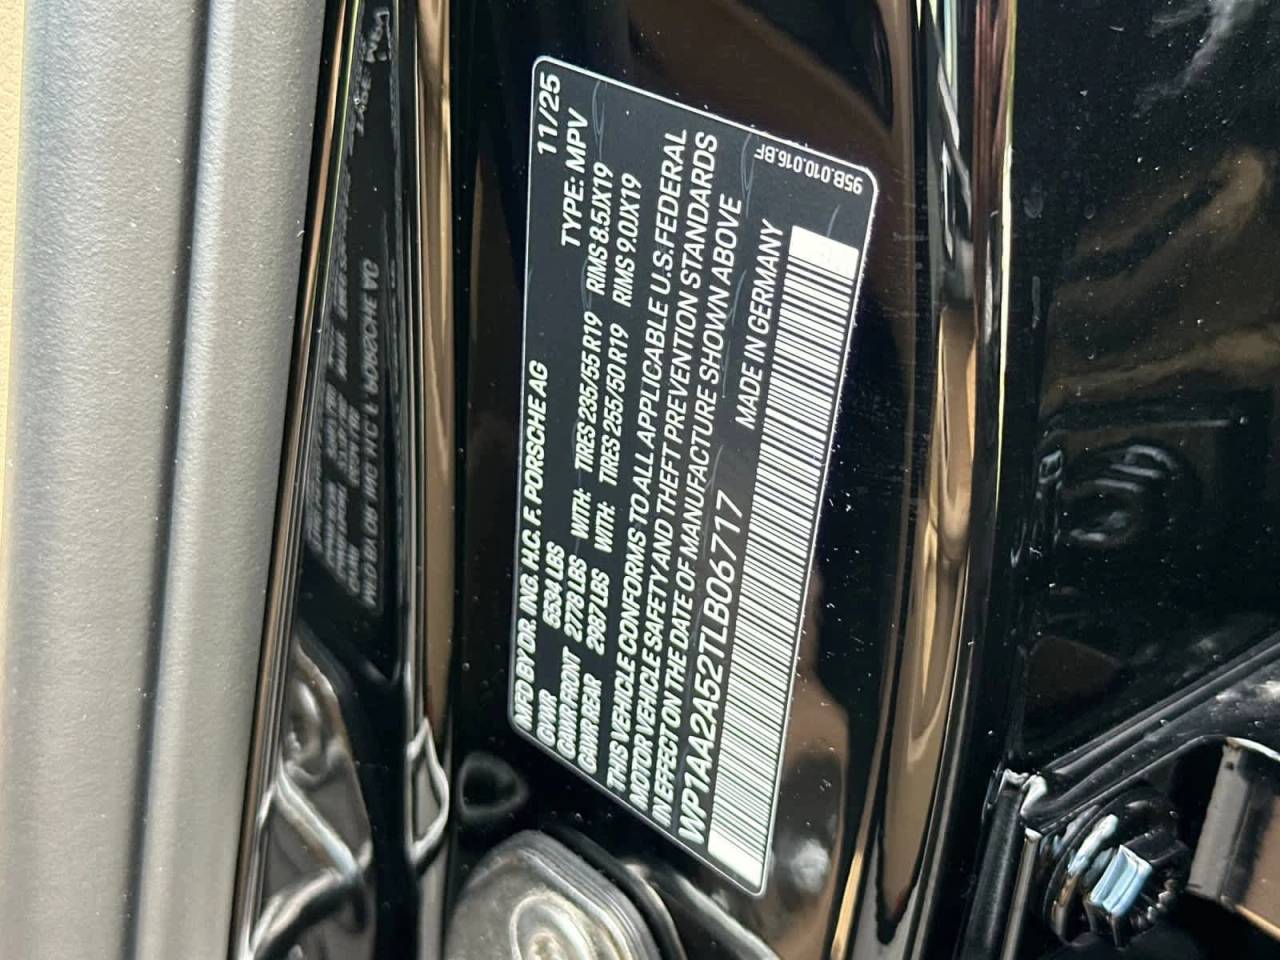 MFD BY DR. ING. H.C. F. PORSCHE AG 11/25
GVWR 5534 LBS TYPE: MPV
GAWR FRONT 2778 LBS WITH: TIRES 235/55 R19 RIMS 8.5JX19
GAWR REAR 2987 LBS WITH: TIRES 255/50 R19 RIMS 9.0JX19
THIS VEHICLE CONFORMS TO ALL APPLICABLE U.S. FEDERAL
MOTOR VEHICLE SAFETY AND THEFT PREVENTION STANDARDS
IN EFFECT ON THE DATE OF MANUFACTURE SHOWN ABOVE
WP1AA2A52TLB06717 MADE IN GERMANY
95B.010.016.BF